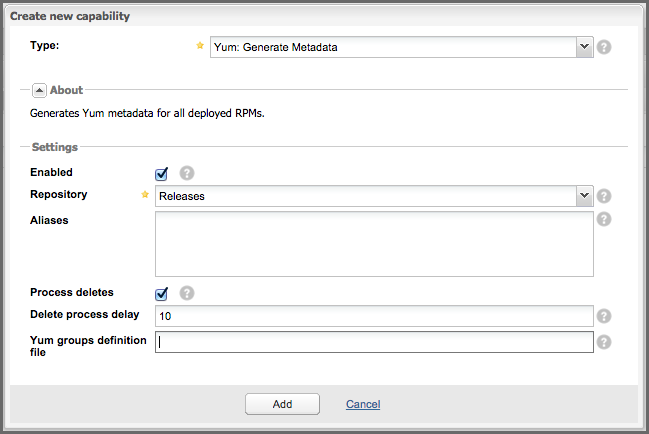 Create new capability
Type: Yum: Generate Metadata
About
Generates Yum metadata for all deployed RPMs.
Settings
Enabled
Repository Releases
Aliases
Process deletes
Delete process delay 10
Yum groups definition
file
Add Cancel